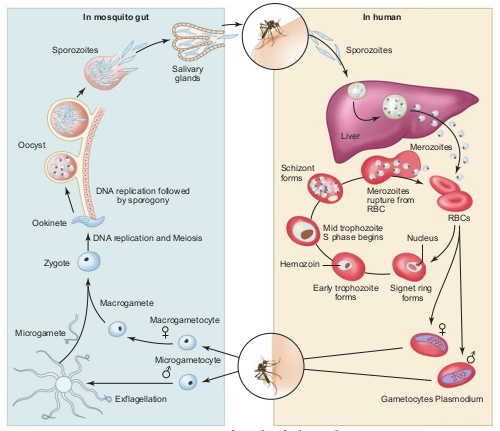 In mosquito gut
In human
Sporozoites
Salivary
glands
Sporozoites
Liver
Merozoites
Oocyst
DNA replication followed
by sporogony
Schizont
forms
Merozoites
rupture from
RBC
RBCs
Ookinete
DNA replication and Meiosis
Mid trophozoite
S phase begins
Nucleus
Zygote
Hemozoin
Early trophozoite
forms
Signet ring
forms
Macrogamete
Macrogametocyte
♀
Microgamete
Microgametocyte
♂
Exflagellation
♀
♂
Gametocytes Plasmodium